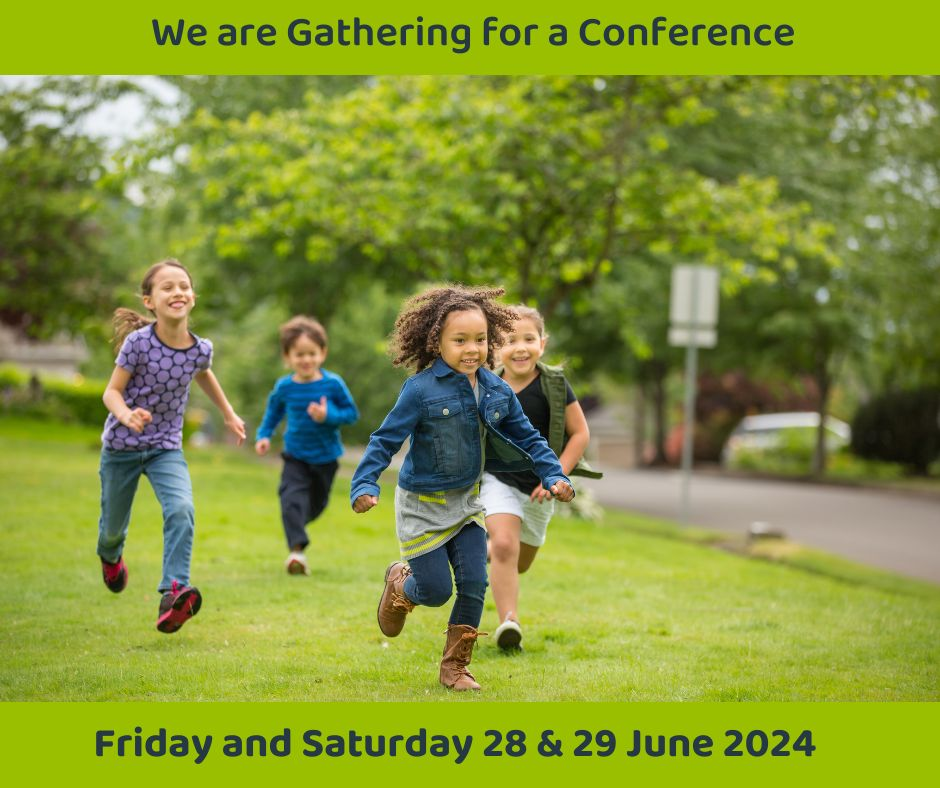 We are Gathering for a Conference
Friday and Saturday 28 & 29 June 2024